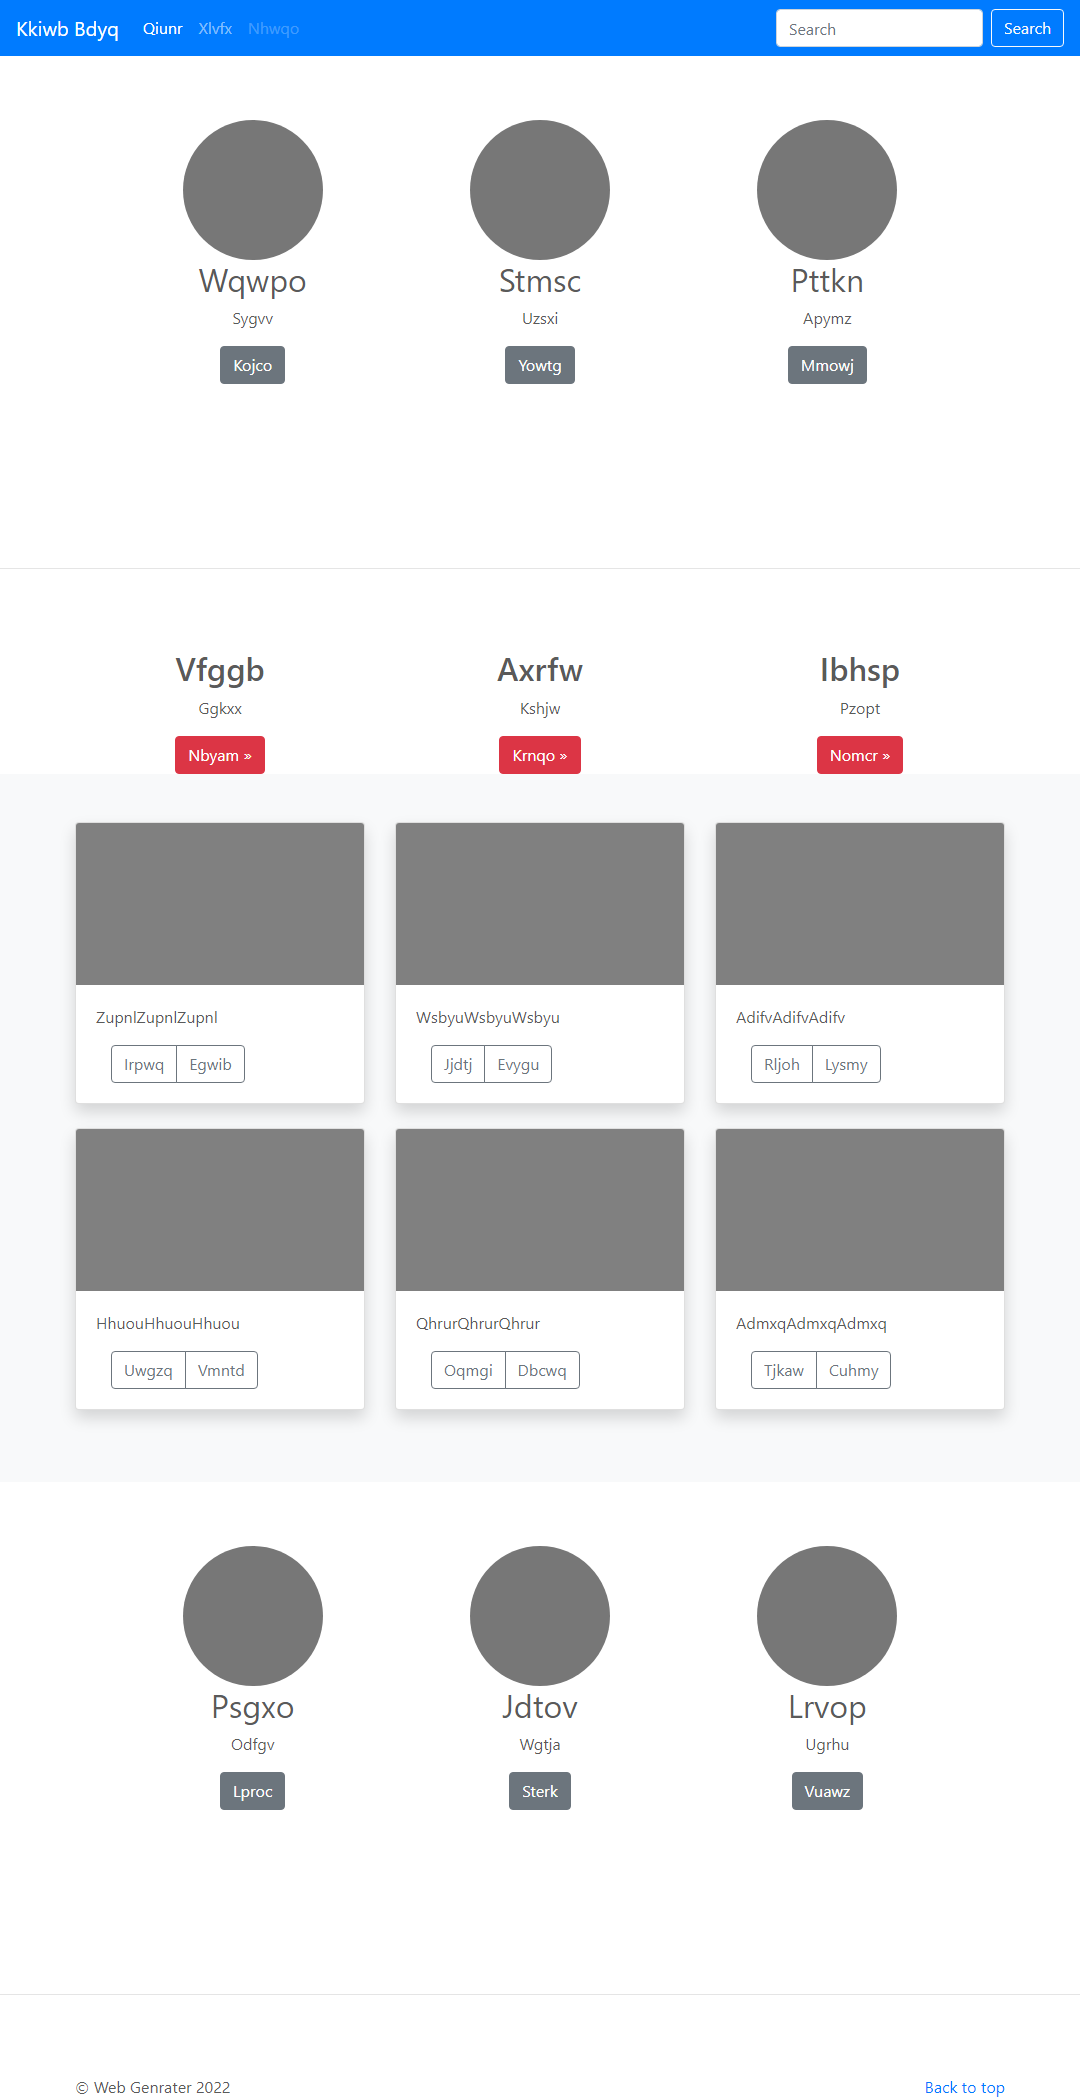 Kkiwb Bdyq Qiunr Xlvfx Nhwqo Search Search
Wqwpo Stmsc Pttkn
Sygvv Uzsxi Apymz
Kojco Yowtg Mmowj
Vfggb Axrfw Ibhsp
Ggkxx Kshjw Pzopt
Nbyam » Krnqo » Nomcr »
ZupnlZupnlZupnl WsbyuWsbyuWsbyu AdifvAdifvAdifv
Irpwq Egwib Jjdtj Evygu Rljoh Lysmy
HhuouHhuouHhuou QhrurQhrurQhrur AdmxqAdmxqAdmxq
Uwgzq Vmntd Oqmgi Dbcwq Tjkaw Cuhmy
Psgxo Jdtov Lrvop
Odfgv Wgtja Ugrhu
Lproc Sterk Vuawz
© Web Genrater 2022 Back to top